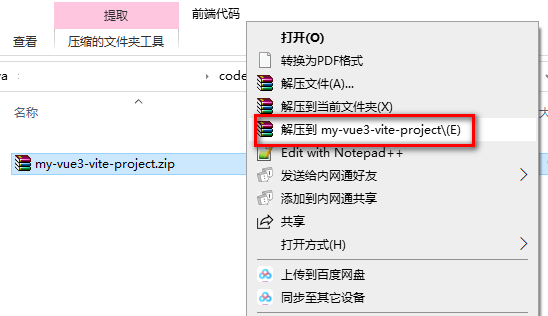 提取
前端代码
查看
压缩的文件夹工具
code
名称
my-vue3-vite-project.zip
打开(O)
转换为PDF格式
解压文件(A)...
解压到当前文件夹(X)
解压到 my-vue3-vite-project\(E)
Edit with Notepad++
发送给内网通好友
添加到内网通共享
共享
打开方式(H)
上传到百度网盘
同步至其它设备